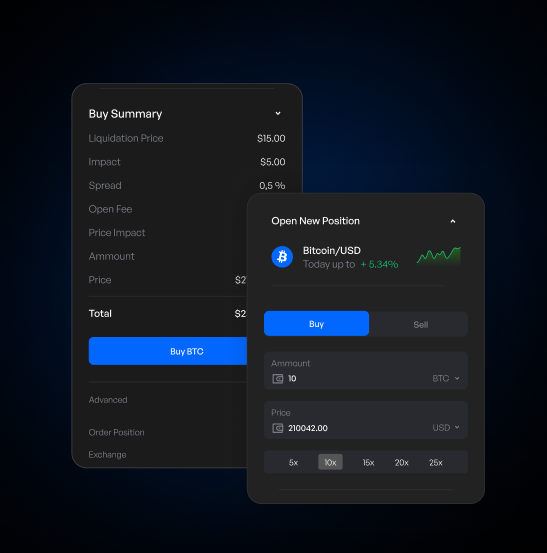 Buy Summary
Liquidation Price $15.00
Impact $5.00
Spread 0,5 %
Open Fee
Price Impact
Ammount
Price $2
Total $2
Buy BTC
Advanced
Order Position
Exchange
Open New Position
Bitcoin/USD
Today up to + 5.34%
Buy Sell
Ammount
10 BTC
Price
210042.00 USD
5x 10x 15x 20x 25x